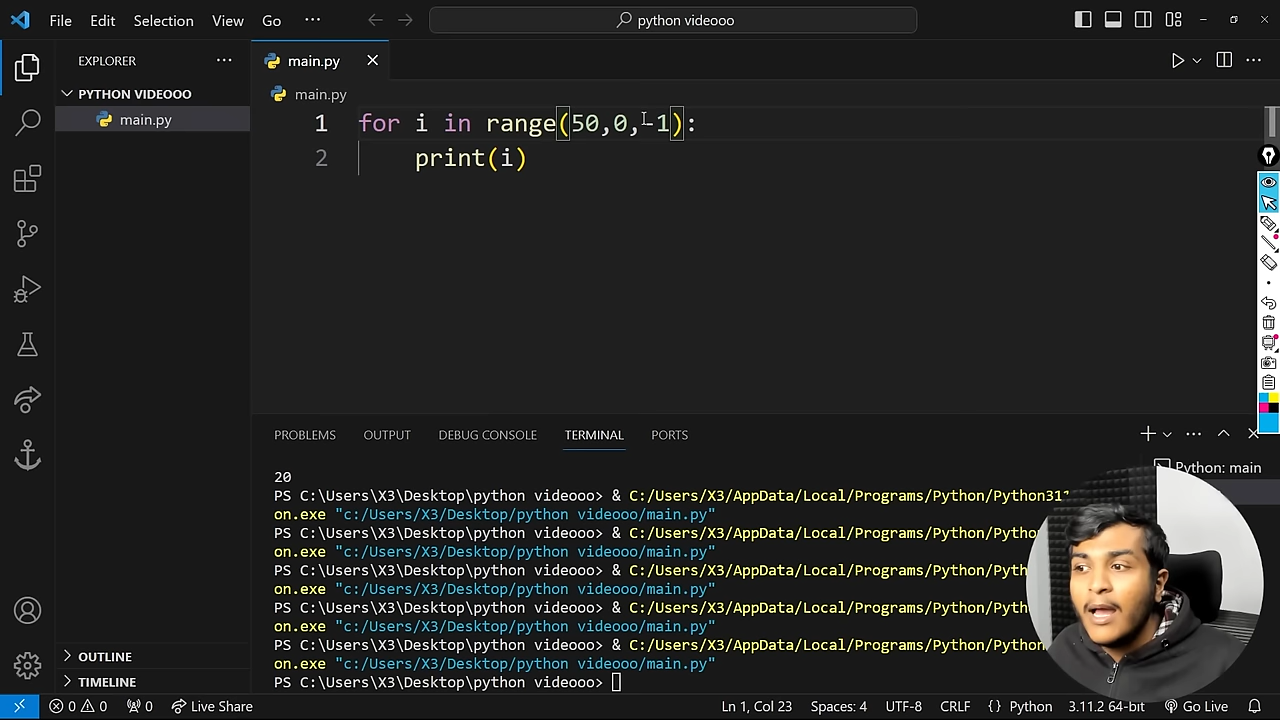 File Edit Selection View Go ··· python videooo
EXPLORER ···
main.py
PYTHON VIDEOOO
main.py
main.py
1 for i in range(50,0,-1):
2 print(i)
PROBLEMS OUTPUT DEBUG CONSOLE TERMINAL PORTS
Python: main
20
PS C:\Users\X3\Desktop\python videooo> & C:/Users/X3/AppData/Local/Programs/Python/Python311
on.exe "c:/Users/X3/Desktop/python videooo/main.py"
PS C:\Users\X3\Desktop\python videooo> & C:/Users/X3/AppData/Local/Programs/Python/Pytho
on.exe "c:/Users/X3/Desktop/python videooo/main.py"
PS C:\Users\X3\Desktop\python videooo> & C:/Users/X3/AppData/Local/Programs/Python/Pyth
on.exe "c:/Users/X3/Desktop/python videooo/main.py"
PS C:\Users\X3\Desktop\python videooo> & C:/Users/X3/AppData/Local/Programs/Python/Pyth
on.exe "c:/Users/X3/Desktop/python videooo/main.py"
PS C:\Users\X3\Desktop\python videooo> & C:/Users/X3/AppData/Local/Programs/Python/Python
on.exe "c:/Users/X3/Desktop/python videooo/main.py"
PS C:\Users\X3\Desktop\python videooo>
OUTLINE
TIMELINE
0 0 0 Live Share Ln 1, Col 23 Spaces: 4 UTF-8 CRLF {} Python 3.11.2 64-bit Go Live